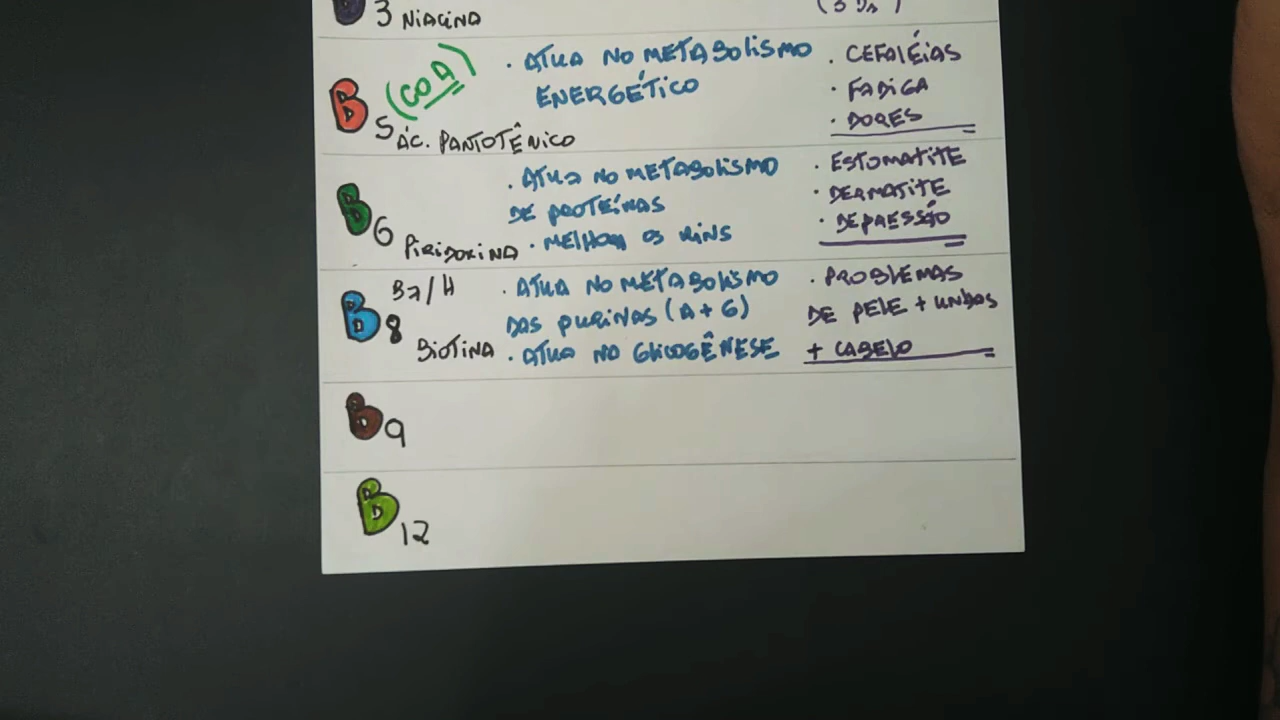 B3 NIACINA
B5 (COA)
ÁC. PANTOTÊNICO
· ATUA NO METABOLISMO
ENERGÉTICO
· CEFALÉIAS
· FADIGA
· DORES
B6 PIRIDOXINA
· ATUA NO METABOLISMO
DE PROTEÍNAS
· MELHORA OS RINS
· ESTOMATITE
· DERMATITE
· DEPRESSÃO
B8 B7/H
BIOTINA
· ATUA NO METABOLISMO
DAS PURINAS (A + G)
· ATUA NO GLICOGÊNESE
· PROBLEMAS
DE PELE + UNHAS
+ CABELO
B9
B12